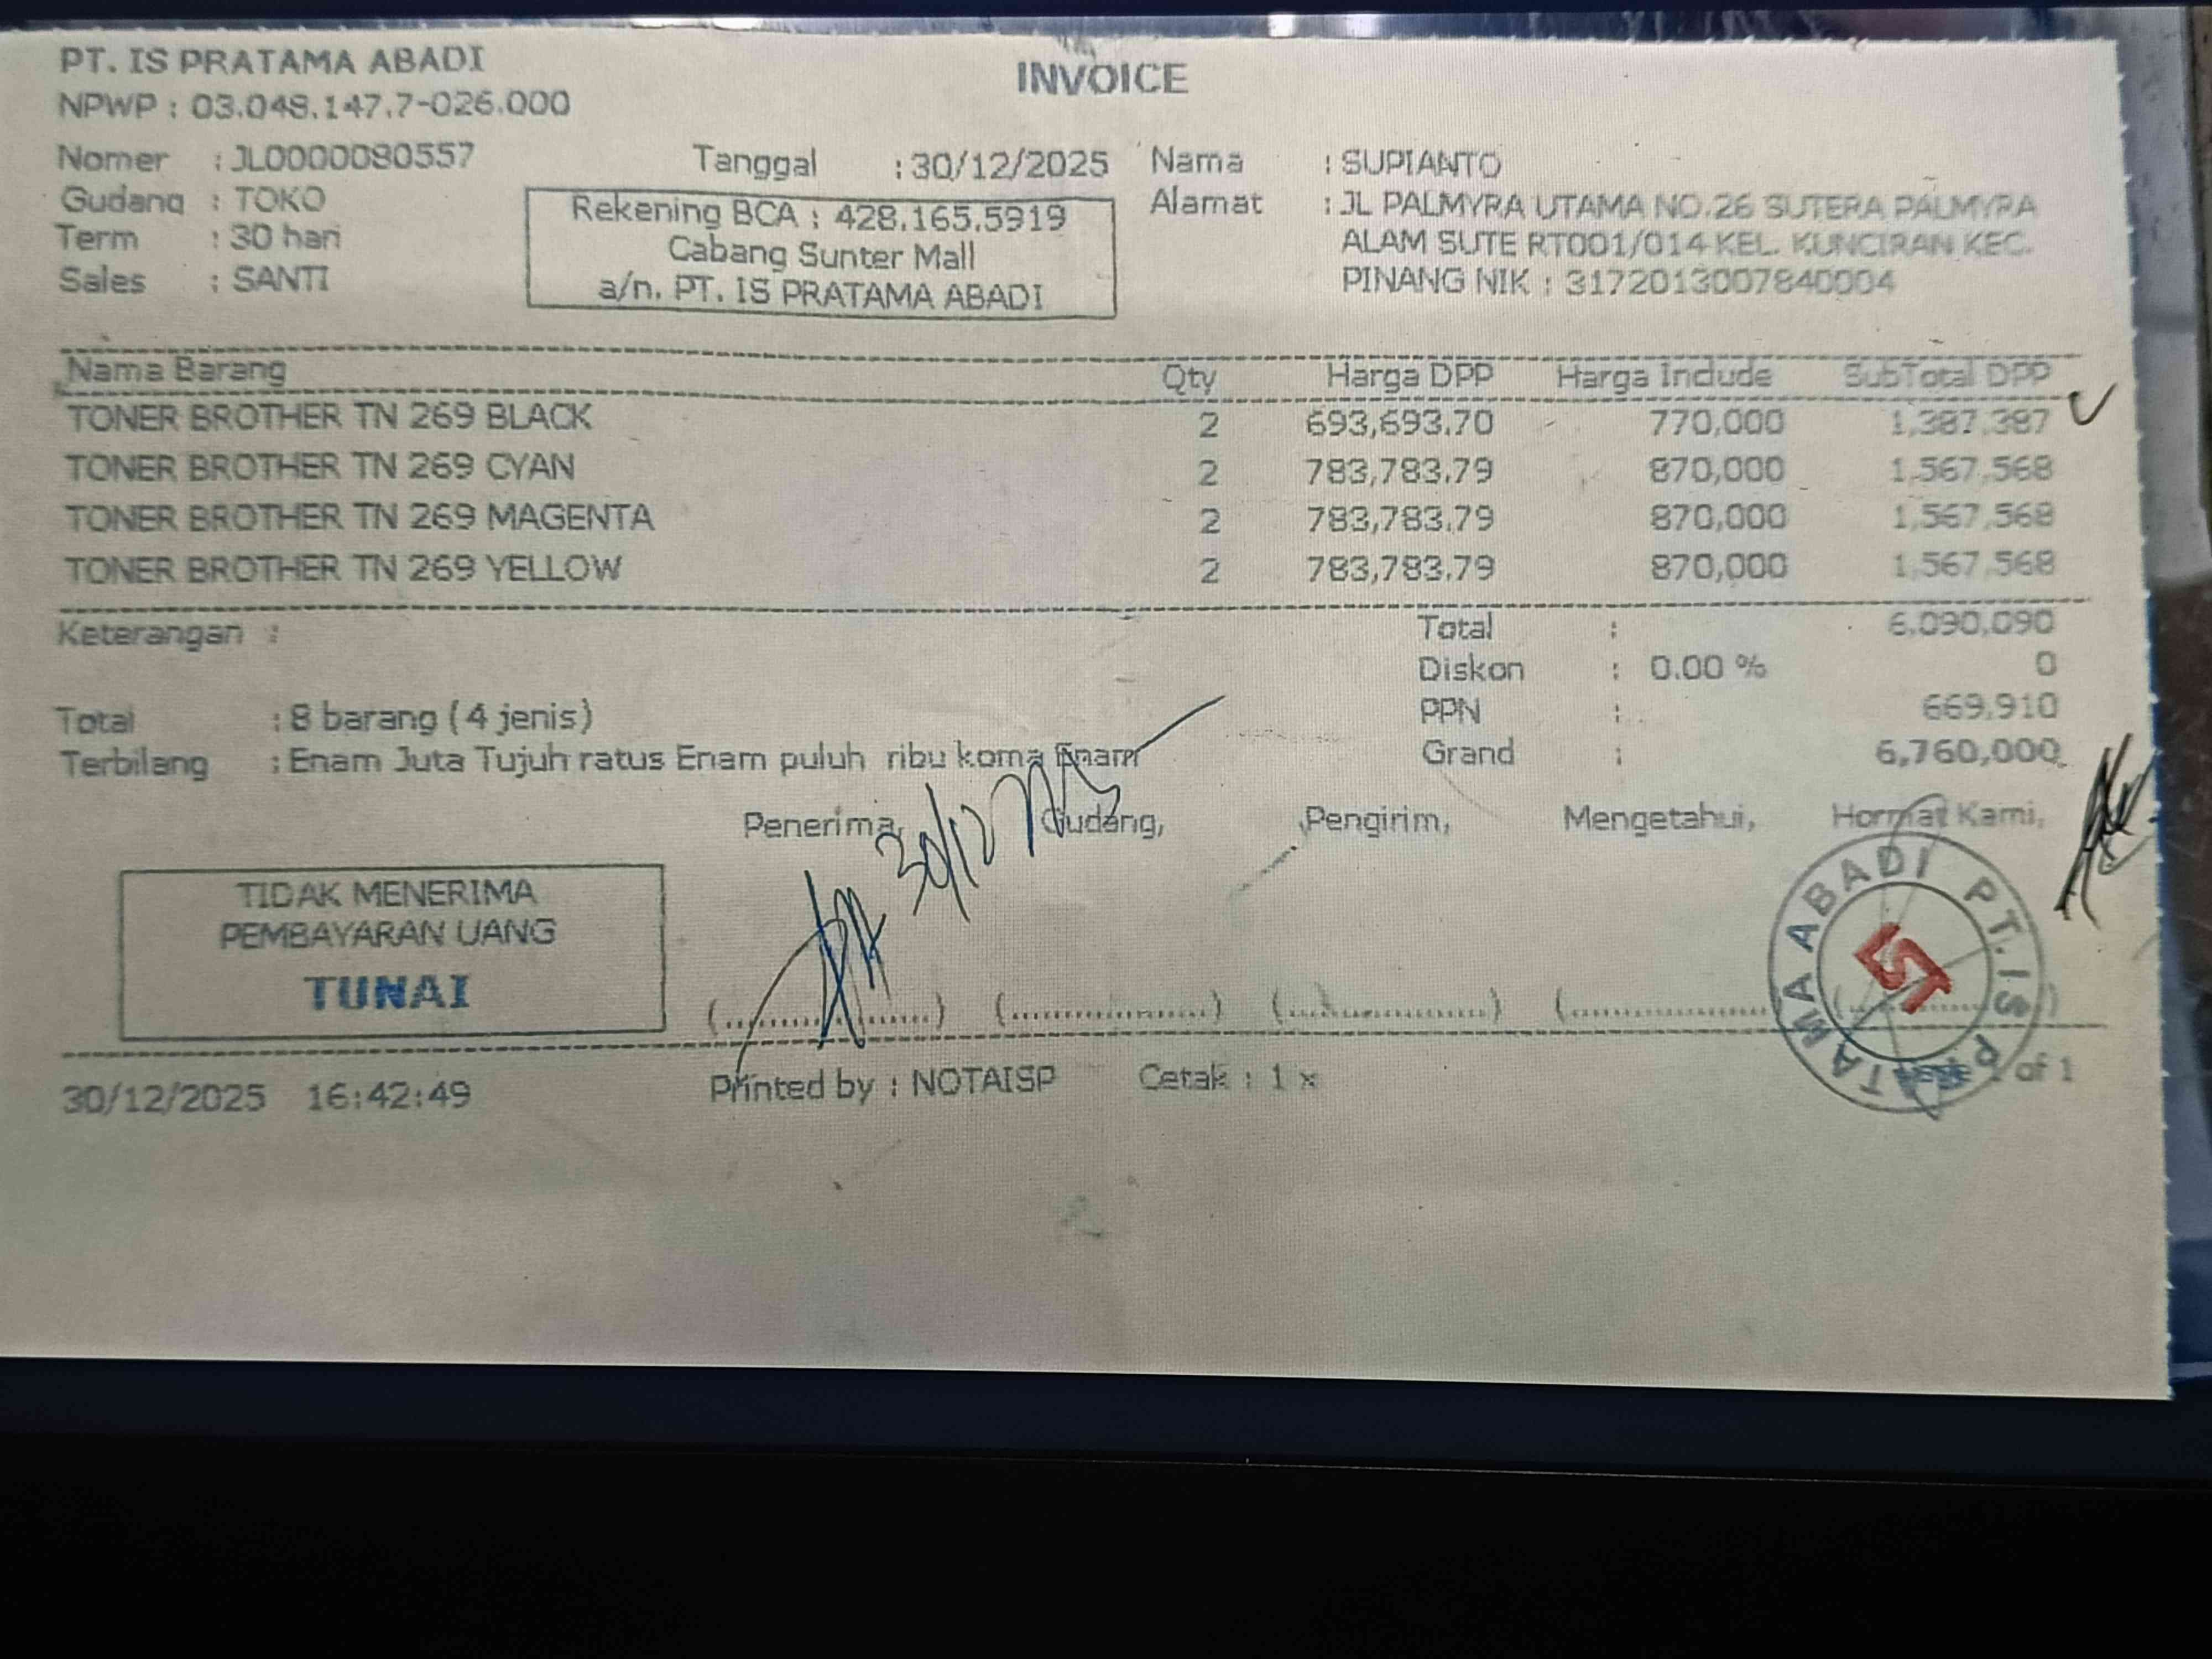 PT. IS PRATAMA ABADI
INVOICE
NPWP : 03.048.147.7-026.000
Nomer : JL0000080557
Tanggal : 30/12/2025
Nama : SUPIANTO
Gudang : TOKO
Rekening BCA : 428.165.5919
Alamat : JL PALMYRA UTAMA NO.26 SUTERA PALMYRA
Term : 30 hari
Cabang Sunter Mall
ALAM SUTE RT001/014 KEL. KUNCIRAN KEC.
Sales : SANTI
a/n. PT. IS PRATAMA ABADI
PINANG NIK : 3172013007840004
Nama Barang Qty Harga DPP Harga Include SubTotal DPP
TONER BROTHER TN 269 BLACK 2 693,693.70 770,000 1,387,387
TONER BROTHER TN 269 CYAN 2 783,783.79 870,000 1,567,568
TONER BROTHER TN 269 MAGENTA 2 783,783.79 870,000 1,567,568
TONER BROTHER TN 269 YELLOW 2 783,783.79 870,000 1,567,568
Keterangan :
Total : 6,090,090
Diskon : 0.00 % 0
Total : 8 barang ( 4 jenis)
PPN : 669,910
Terbilang : Enam Juta Tujuh ratus Enam puluh ribu koma Enam
Grand : 6,760,000
Penerima, Gudang, Pengirim, Mengetahui, Hormat Kami,
30/12
TIDAK MENERIMA
PEMBAYARAN UANG
TUNAI
PT. IS PRATAMA ABADI
30/12/2025 16:42:49
Printed by : NOTAISP
Cetak : 1 x
1 of 1